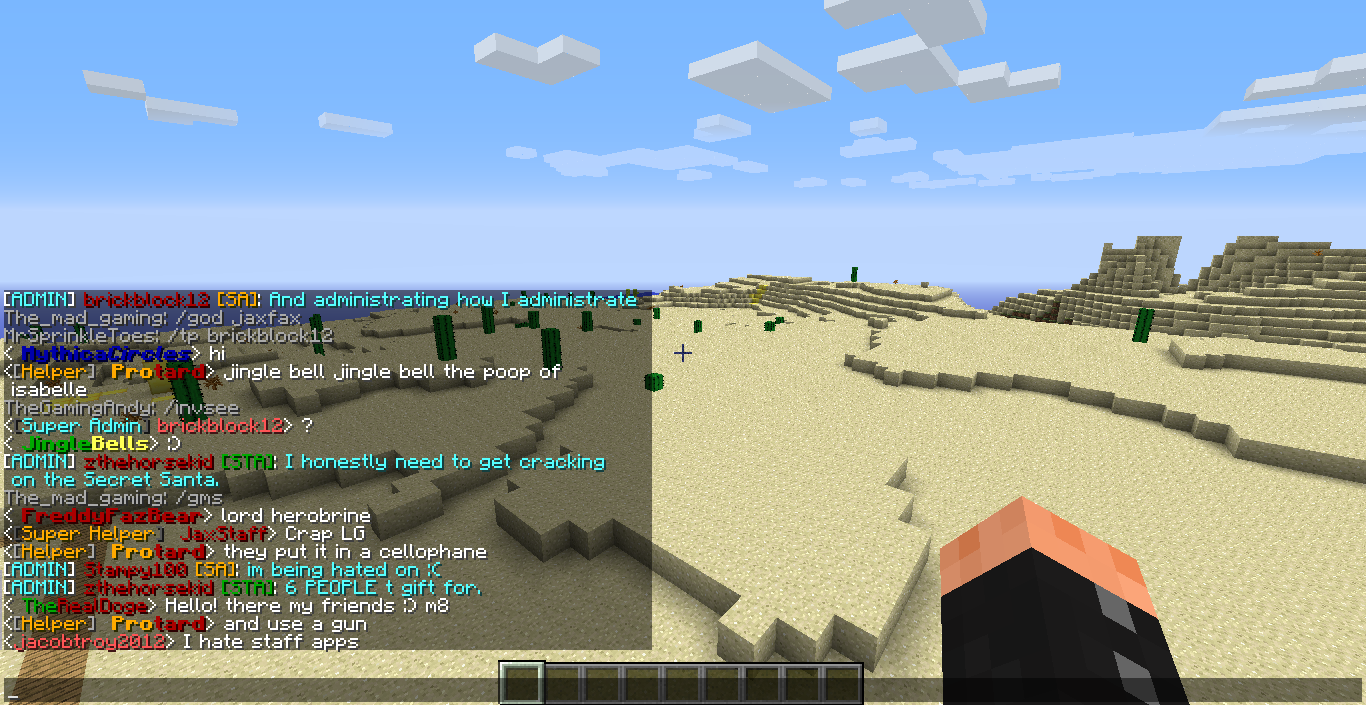 [ADMIN] brickblock12 [SA]: And administrating how I administrate
The_mad_gaming: /god jaxfax
MrSprinkleToes: /tp brickblock12
< MythicaCircles> hi
<[Helper] Protard> jingle bell jingle bell the poop of
isabelle
TheGamingAndy: /invsee
<[Super Admin] brickblock12> ?
< JingleBells> :D
[ADMIN] zthehorsekid [STA]: I honestly need to get cracking
on the Secret Santa.
The_mad_gaming: /gms
< FreddyFazBear> lord herobrine
<[Super Helper] JaxStaff> Crap LG
<[Helper] Protard> they put it in a cellophane
[ADMIN] Stampy100 [SA]: im being hated on :C
[ADMIN] zthehorsekid [STA]: 6 PEOPLE t gift for.
< TheRealDoge> Hello! there my friends :D m8
<[Helper] Protard> and use a gun
<jacobtroy2012> I hate staff apps
_